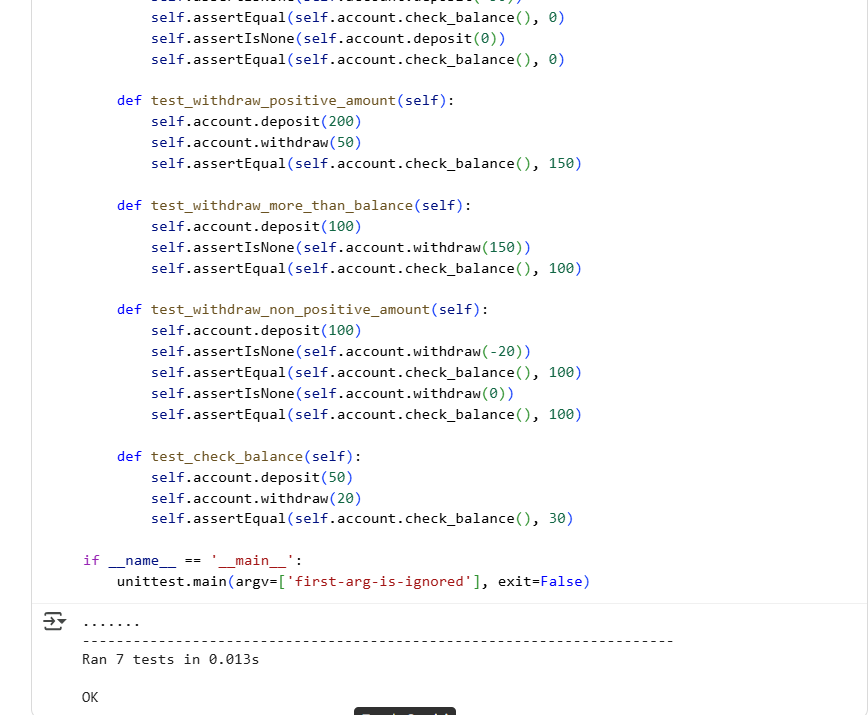 self.assertEqual(self.account.check_balance(), 0)
self.assertIsNone(self.account.deposit(0))
self.assertEqual(self.account.check_balance(), 0)
def test_withdraw_positive_amount(self):
self.account.deposit(200)
self.account.withdraw(50)
self.assertEqual(self.account.check_balance(), 150)
def test_withdraw_more_than_balance(self):
self.account.deposit(100)
self.assertIsNone(self.account.withdraw(150))
self.assertEqual(self.account.check_balance(), 100)
def test_withdraw_non_positive_amount(self):
self.account.deposit(100)
self.assertIsNone(self.account.withdraw(-20))
self.assertEqual(self.account.check_balance(), 100)
self.assertIsNone(self.account.withdraw(0))
self.assertEqual(self.account.check_balance(), 100)
def test_check_balance(self):
self.account.deposit(50)
self.account.withdraw(20)
self.assertEqual(self.account.check_balance(), 30)
if __name__ == '__main__':
unittest.main(argv=['first-arg-is-ignored'], exit=False)
.......
----------------------------------------------------------------------
Ran 7 tests in 0.013s
OK